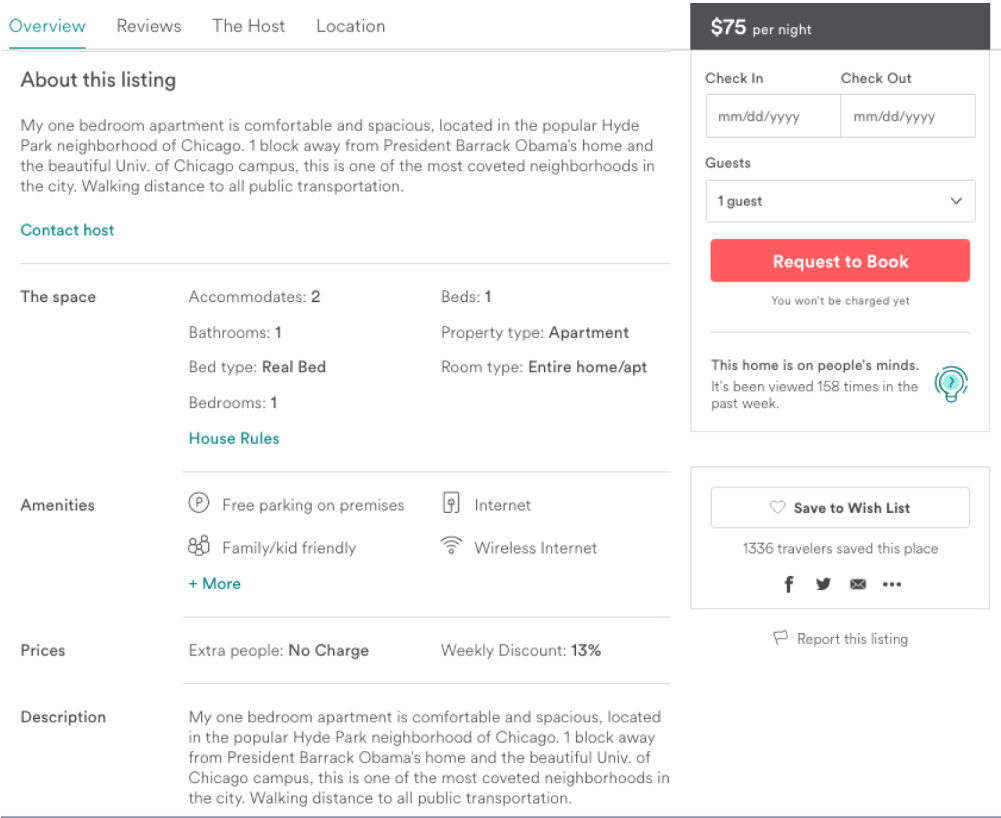 Overview Reviews The Host Location
About this listing
My one bedroom apartment is comfortable and spacious, located in the popular Hyde
Park neighborhood of Chicago. 1 block away from President Barrack Obama's home and
the beautiful Univ. of Chicago campus, this is one of the most coveted neighborhoods in
the city. Walking distance to all public transportation.
Contact host
The space
Accommodates: 2 Beds: 1
Bathrooms: 1 Property type: Apartment
Bed type: Real Bed Room type: Entire home/apt
Bedrooms: 1
House Rules
Amenities
Free parking on premises Internet
Family/kid friendly Wireless Internet
+ More
Prices
Extra people: No Charge Weekly Discount: 13%
Description
My one bedroom apartment is comfortable and spacious, located
in the popular Hyde Park neighborhood of Chicago. 1 block away
from President Barrack Obama's home and the beautiful Univ. of
Chicago campus, this is one of the most coveted neighborhoods in
the city. Walking distance to all public transportation.
$75 per night
Check In Check Out
mm/dd/yyyy mm/dd/yyyy
Guests
1 guest
Request to Book
You won't be charged yet
This home is on people's minds.
It's been viewed 158 times in the
past week.
Save to Wish List
1336 travelers saved this place
Report this listing